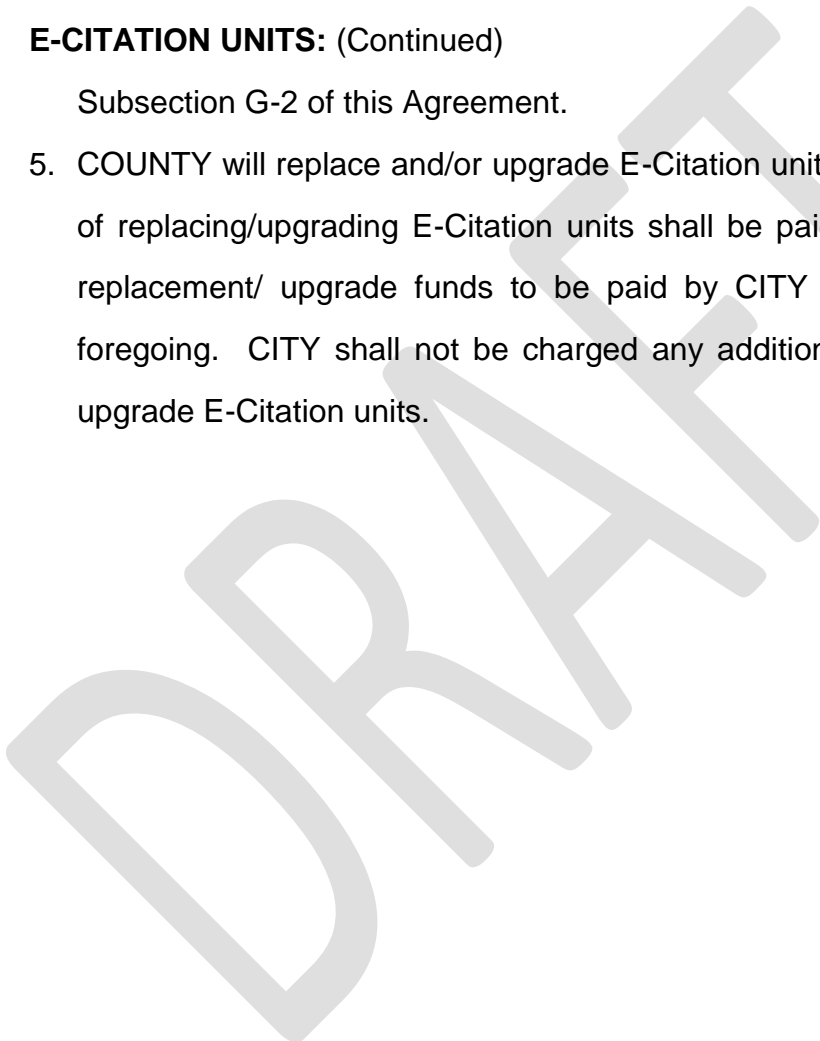 E-CITATION UNITS: (Continued)
Subsection G-2 of this Agreement.
5. COUNTY will replace and/or upgrade E-Citation unit
of replacing/upgrading E-Citation units shall be pai
replacement/ upgrade funds to be paid by CITY
foregoing. CITY shall not be charged any addition
upgrade E-Citation units.
DRAFT